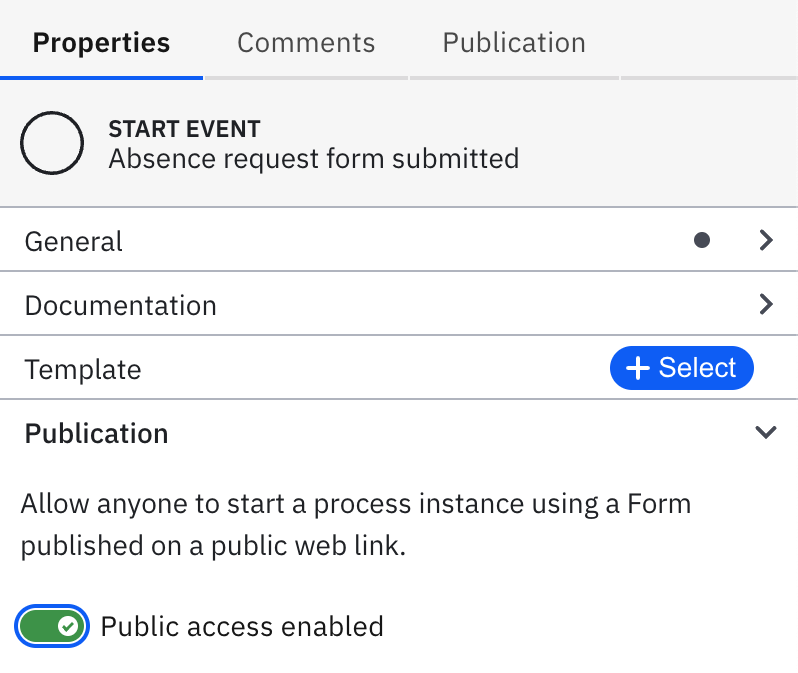 Properties Comments Publication
START EVENT
Absence request form submitted
General
Documentation
Template Select
Publication
Allow anyone to start a process instance using a Form
published on a public web link.
Public access enabled